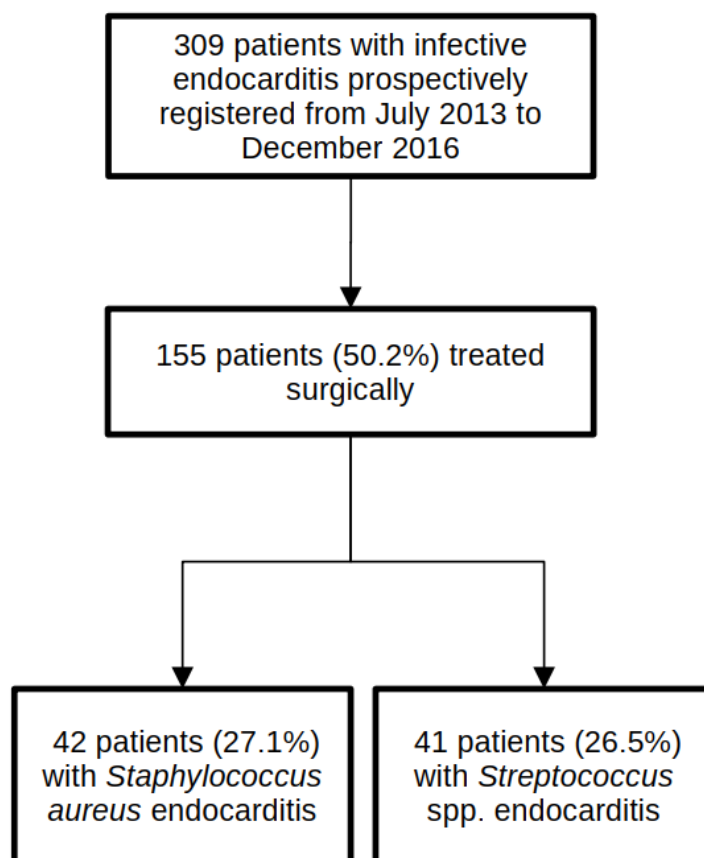 309 patients with infective
endocarditis prospectively
registered from July 2013 to
December 2016
155 patients (50.2%) treated
surgically
42 patients (27.1%)
with Staphylococcus
aureus endocarditis
41 patients (26.5%)
with Streptococcus
spp. endocarditis